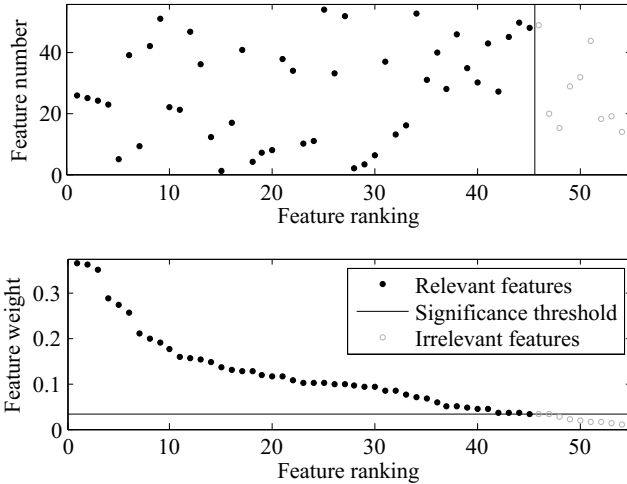 Feature number
40
20
0
0
10
20
30
40
50
Feature ranking
Feature weight
0.3
0.2
0.1
0
0
10
20
30
40
50
Feature ranking
Relevant features
Significance threshold
Irrelevant features